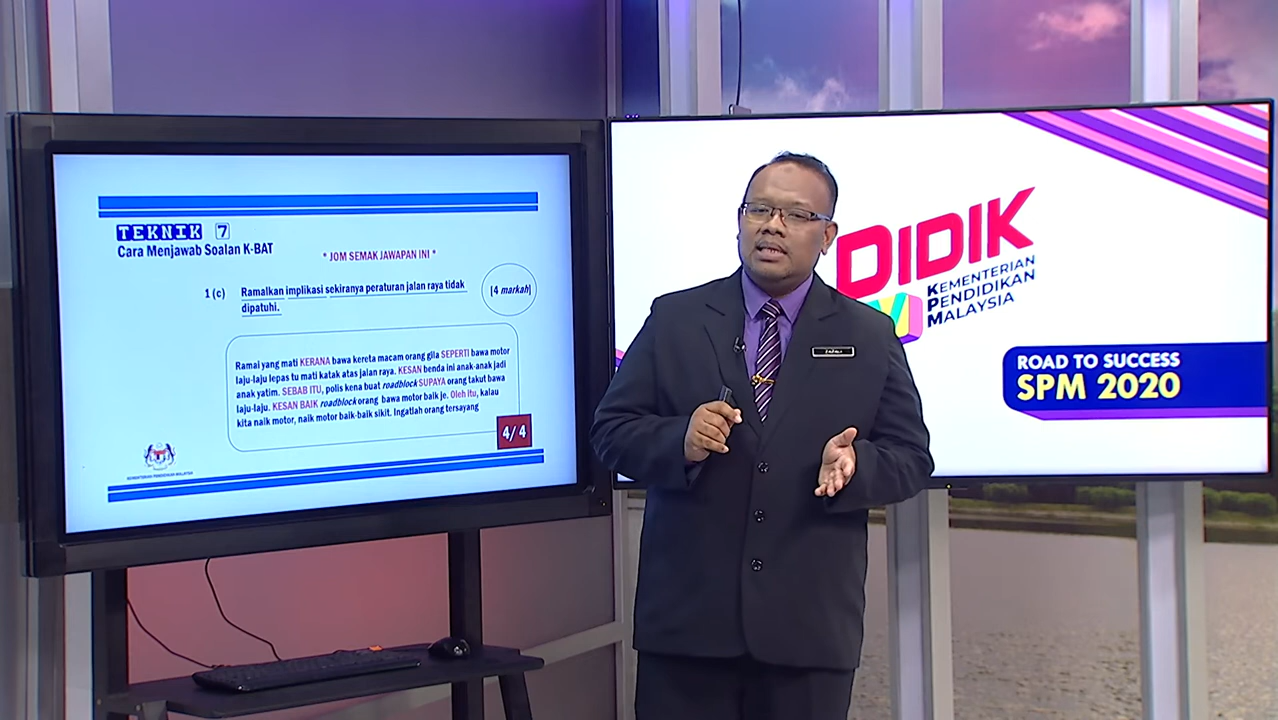 TEKNIK 7
Cara Menjawab Soalan K-BAT
* JOM SEMAK JAWAPAN INI *
1 (c) Ramalkan implikasi sekiranya peraturan jalan raya tidak
dipatuhi.
[4 markah]
Ramai yang mati KERANA bawa kereta macam orang gila SEPERTI bawa motor
laju-laju lepas tu mati katak atas jalan raya. KESAN benda ini anak-anak jadi
anak yatim. SEBAB ITU, polis kena buat roadblock SUPAYA orang takut bawa
laju-laju. KESAN BAIK roadblock orang bawa motor baik je. Oleh itu, kalau
kita naik motor, naik motor baik-baik sikit. Ingatlah orang tersayang
4/4
KEMENTERIAN PENDIDIKAN MALAYSIA
DIDIK
KEMENTERIAN
PENDIDIKAN
MALAYSIA
ROAD TO SUCCESS
SPM 2020